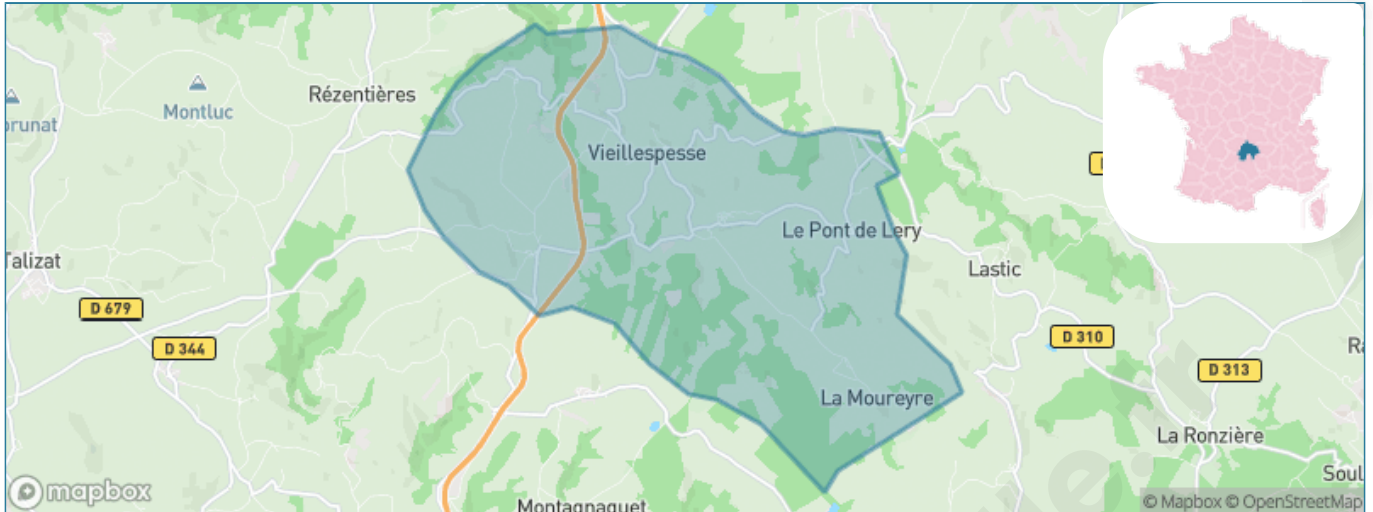 Rézentières
Montluc
Vieillespesse
Le Pont de Lery
Talizat
Lastic
D 679
D 310
D 344
D 313
La Moureyre
La Ronzière
mapbox
Montagnaguet
© Mapbox © OpenStreetMap